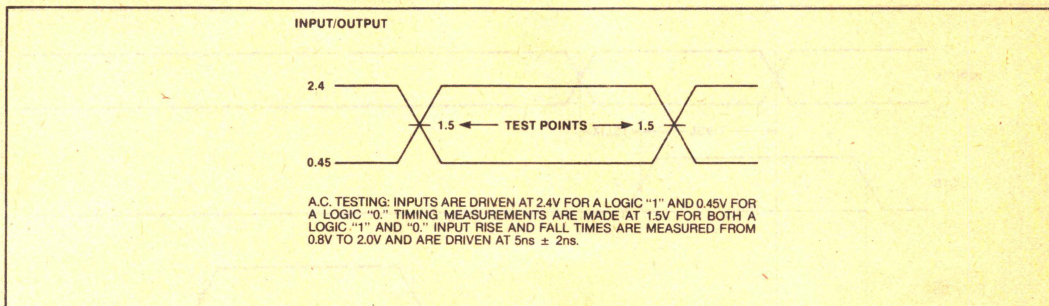 INPUT/OUTPUT
2.4
1.5 TEST POINTS 1.5
0.45
A.C. TESTING: INPUTS ARE DRIVEN AT 2.4V FOR A LOGIC "1" AND 0.45V FOR
A LOGIC "0." TIMING MEASUREMENTS ARE MADE AT 1.5V FOR BOTH A
LOGIC "1" AND "0." INPUT RISE AND FALL TIMES ARE MEASURED FROM
0.8V TO 2.0V AND ARE DRIVEN AT 5ns ± 2ns.